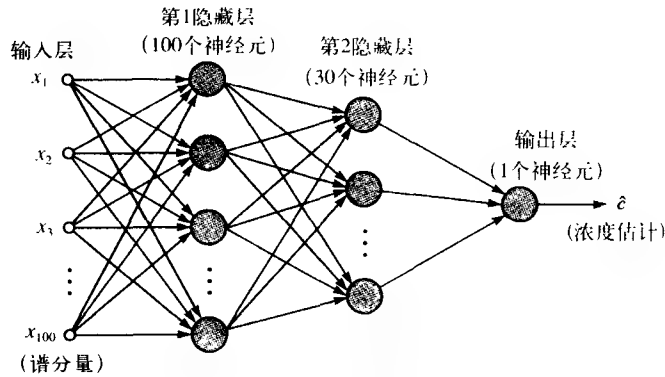 第1隐藏层
(100个神经元)
第2隐藏层
(30个神经元)
输入层
x₁
x₂
x₃
x₁₀₀
(谱分量)
输出层
(1个神经元)
ĉ
(浓度估计)